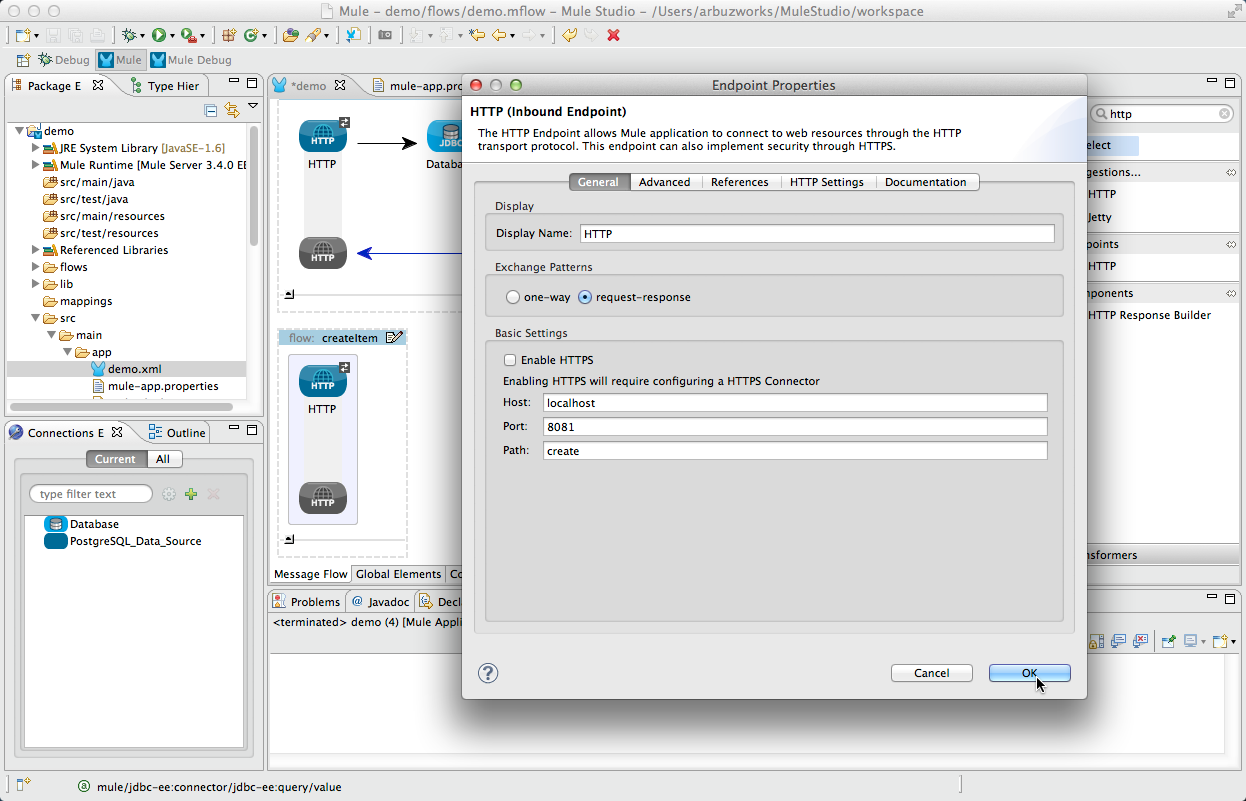 Mule – demo/flows/demo.mflow – Mule Studio – /Users/arbuzworks/MuleStudio/workspace
Debug Mule Mule Debug
Package E Type Hier
demo
JRE System Library [JavaSE-1.6]
Mule Runtime [Mule Server 3.4.0 EE
src/main/java
src/test/java
src/main/resources
src/test/resources
Referenced Libraries
flows
lib
mappings
src
main
app
demo.xml
mule-app.properties
Connections E Outline
Current All
type filter text
Database
PostgreSQL_Data_Source
*demo mule-app.pro
HTTP JDBC
HTTP Databa
HTTP
flow: createItem
HTTP
HTTP
HTTP
Message Flow Global Elements Co
Problems @ Javadoc Decla
<terminated> demo (4) [Mule Appli
Endpoint Properties
HTTP (Inbound Endpoint)
The HTTP Endpoint allows Mule application to connect to web resources through the HTTP
transport protocol. This endpoint can also implement security through HTTPS.
General Advanced References HTTP Settings Documentation
Display
Display Name: HTTP
Exchange Patterns
one-way request-response
Basic Settings
Enable HTTPS
Enabling HTTPS will require configuring a HTTPS Connector
Host: localhost
Port: 8081
Path: create
? Cancel OK
http
elect
gestions...
HTTP
Jetty
points
HTTP
ponents
HTTP Response Builder
sformers
mule/jdbc-ee:connector/jdbc-ee:query/value